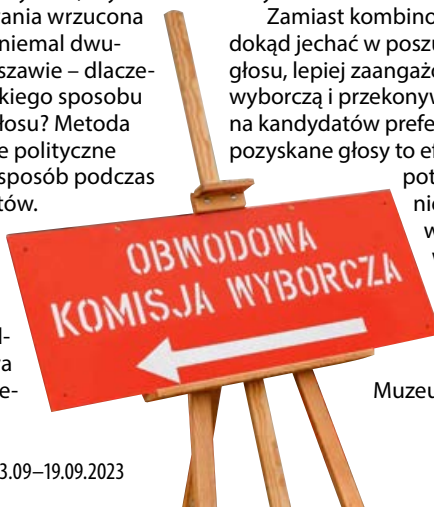 ania wrzucona
niemal dwu-
szawie – dlacze-
kiego sposobu
łosu? Metoda
e polityczne
sposób podczas
tów.
Zamiast kombino
dokąd jechać w poszu
głosu, lepiej zaangażo
wyborczą i przekonyw
na kandydatów prefe
pozyskane głosy to ef
pot
nie
w
OBWODOWA
KOMISJA WYBORCZA
Muzeu
3.09–19.09.2023